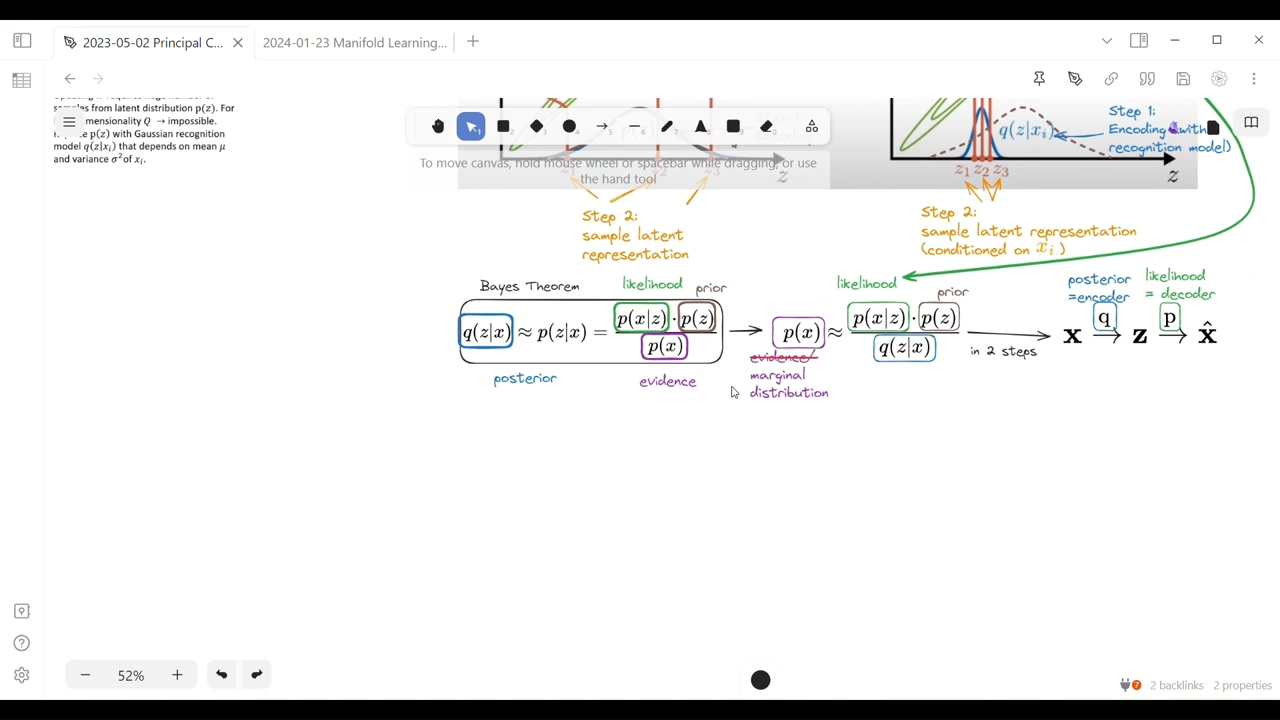 2023-05-02 Principal C...
2024-01-23 Manifold Learning...
samples from latent distribution p(z). For
mensionality Q → impossible.
p(z) with Gaussian recognition
model q(z|xᵢ) that depends on mean μ
and variance σ² of xᵢ.
To move canvas, hold mouse wheel or spacebar while dragging, or use
the hand tool
z
Step 2:
sample latent
representation
Step 1:
Encoding (with
recognition model)
q(z|xᵢ)
z₁ z₂ z₃
z
Step 2:
sample latent representation
(conditioned on xᵢ)
Bayes Theorem
likelihood
prior
q(z|x) ≈ p(z|x) = p(x|z) · p(z) / p(x)
posterior
evidence
likelihood
prior
p(x) ≈ p(x|z) · p(z) / q(z|x)
evidence/
marginal
distribution
in 2 steps
posterior
=encoder
likelihood
= decoder
q
p
x → z → x̂
52%
2 backlinks
2 properties